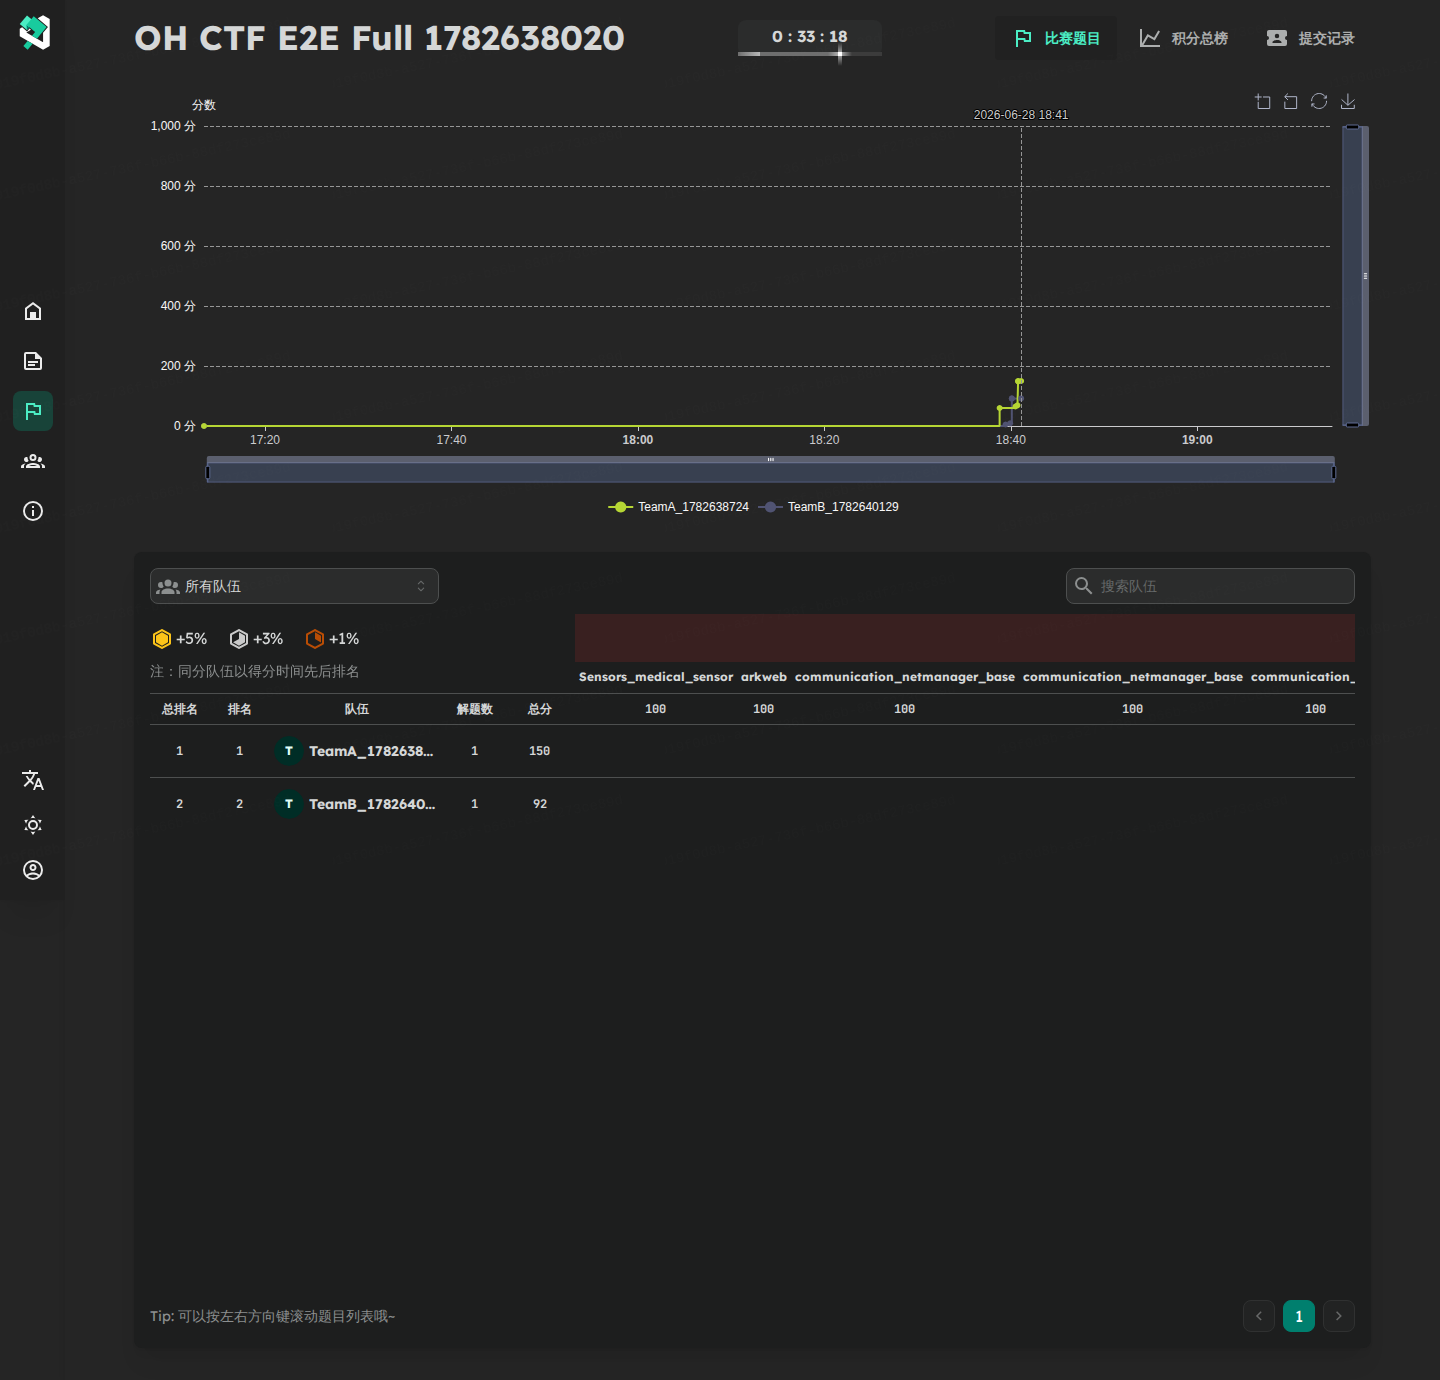 OH CTF E2E Full 1782638020
0 : 33 : 18
比赛题目
积分总榜
提交记录
分数
2026-06-28 18:41
1,000 分
800 分
600 分
400 分
200 分
0 分
17:20 17:40 18:00 18:20 18:40 19:00
TeamA_1782638724 TeamB_1782640129
所有队伍
搜索队伍
+5% +3% +1%
注：同分队伍以得分时间先后排名
Sensors_medical_sensor arkweb communication_netmanager_base communication_netmanager_base communication_
总排名 排名 队伍 解题数 总分 100 100 100 100 100
1 1 T TeamA_1782638... 1 150
2 2 T TeamB_1782640... 1 92
Tip: 可以按左右方向键滚动题目列表哦~
1